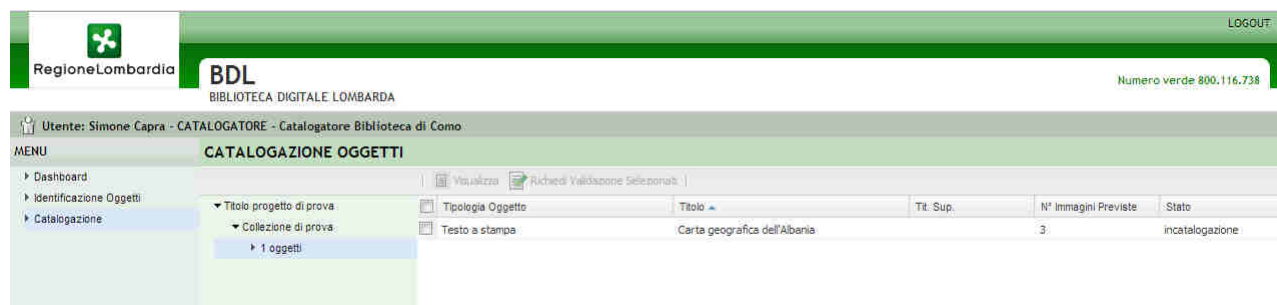 LOGOUT
RegioneLombardia
BDL
BIBLIOTECA DIGITALE LOMBARDA
Numero verde 800.116.738
Utente: Simone Capra - CATALOGATORE - Catalogatore Biblioteca di Como
MENU
CATALOGAZIONE OGGETTI
Dashboard
Identificazione Oggetti
Catalogazione
Titolo progetto di prova
Collezione di prova
1 oggetti
Visualizza Richiedi Validazione Selezionati
Tipologia Oggetto Titolo Tit. Sup. N° Immagini Previste Stato
Testo a stampa Carta geografica dell'Albania 3 incatalogazione